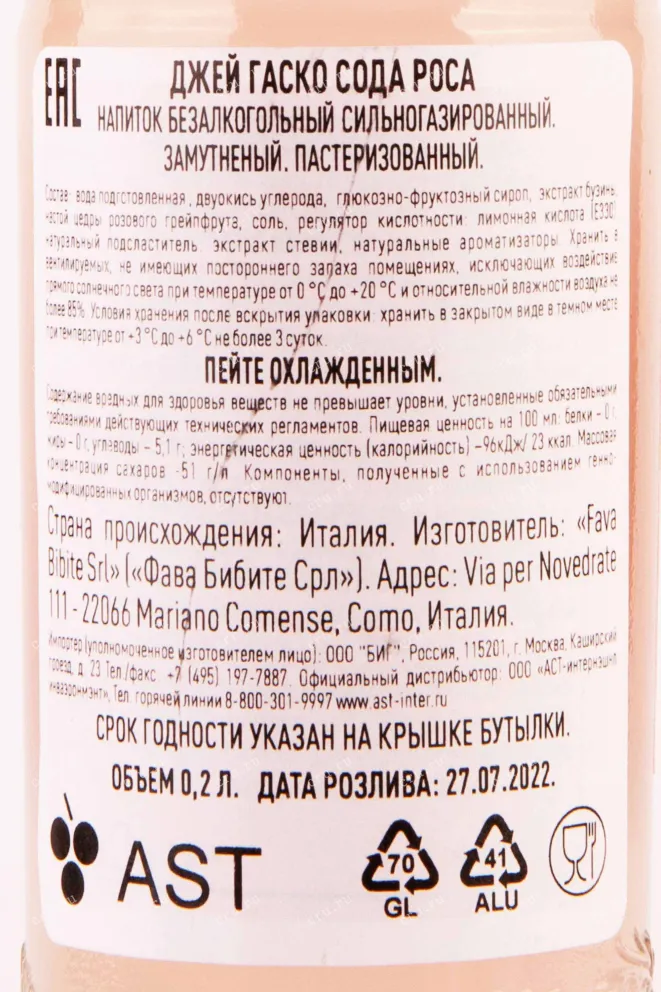 EAC
ДЖЕЙ ГАСКО СОДА РОСА
НАПИТОК БЕЗАЛКОГОЛЬНЫЙ СИЛЬНОГАЗИРОВАННЫЙ.
ЗАМУТНЕНЫЙ. ПАСТЕРИЗОВАННЫЙ.
Состав: вода подготовленная, двуокись углерода, глюкозно-фруктозный сироп, экстракт бузины,
настой цедры розового грейпфрута, соль, регулятор кислотности: лимонная кислота (Е330),
натуральный подсластитель: экстракт стевии, натуральные ароматизаторы. Хранить в
вентилируемых, не имеющих постороннего запаха помещениях, исключающих воздействие
прямого солнечного света при температуре от 0 °С до +20 °С и относительной влажности воздуха не
более 85%. Условия хранения после вскрытия упаковки: хранить в закрытом виде в темном месте
при температуре от +3 °С до +6 °С не более 3 суток.
ПЕЙТЕ ОХЛАЖДЕННЫМ.
Содержание вредных для здоровья веществ не превышает уровни, установленные обязательными
требованиями действующих технических регламентов. Пищевая ценность на 100 мл: белки – 0 г,
жиры – 0 г, углеводы – 5,1 г; энергетическая ценность (калорийность) –96кДж/ 23 ккал. Массовая
концентрация сахаров -51 г/л. Компоненты, полученные с использованием генно-
модифицированных организмов, отсутствуют.
Страна происхождения: Италия. Изготовитель: «Fava
Bibite Srl» («Фава Бибите Срл»). Адрес: Via per Novedrate
111 - 22066 Mariano Comense, Como, Италия.
Импортер (уполномоченное изготовителем лицо): ООО "БИГ", Россия, 115201, г. Москва, Каширский
проезд, д. 23 Тел./факс +7 (495) 197-7887. Официальный дистрибьютор: ООО «АСТ-интернэшнл
инваэронмэнт», Тел. горячей линии 8-800-301-9997 www.ast-inter.ru
СРОК ГОДНОСТИ УКАЗАН НА КРЫШКЕ БУТЫЛКИ.
ОБЪЕМ 0,2 Л. ДАТА РОЗЛИВА: 27.07.2022.
AST
70
GL
41
ALU